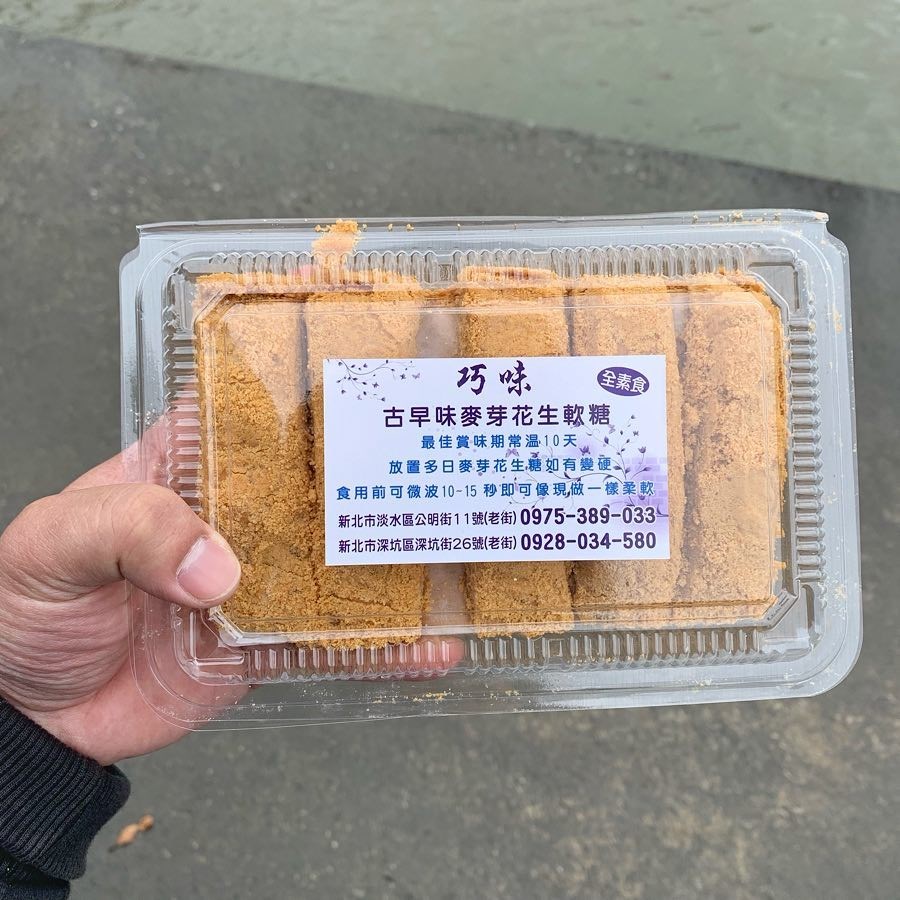 巧味
全素食
古早味麥芽花生軟糖
最佳賞味期常溫10天
放置多日麥芽花生糖如有變硬
食用前可微波10~15秒即可像現做一樣柔軟
新北市淡水區公明街11號(老街)0975-389-033
新北市深坑區深坑街26號(老街)0928-034-580